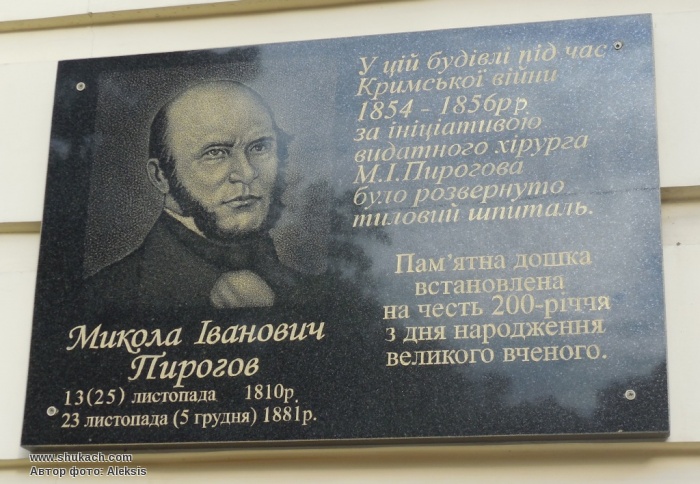 У цій будівлі під час
Кримської війни
1854 - 1856рр.
за ініціативою
видатного хірурга
М.І.Пирогова
було розвернуто
тиловий шпиталь.
Пам'ятна дошка
встановлена
на честь 200-річчя
з дня народження
великого вченого.
Микола Іванович
Пирогов
13(25) листопада 1810р.
23 листопада (5 грудня) 1881р.
www.shukach.com
Автор фото: Aleksis